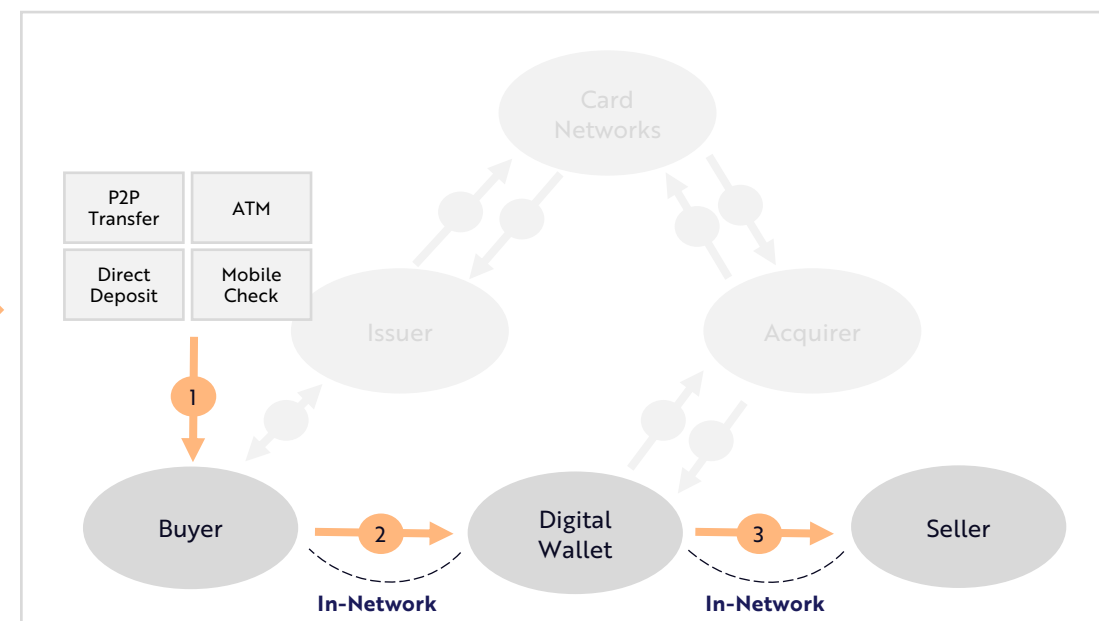 Card
Networks
P2P
Transfer
ATM
Direct
Deposit
Mobile
Check
Issuer
Acquirer
1
Buyer
2
Digital
Wallet
3
Seller
In-Network
In-Network